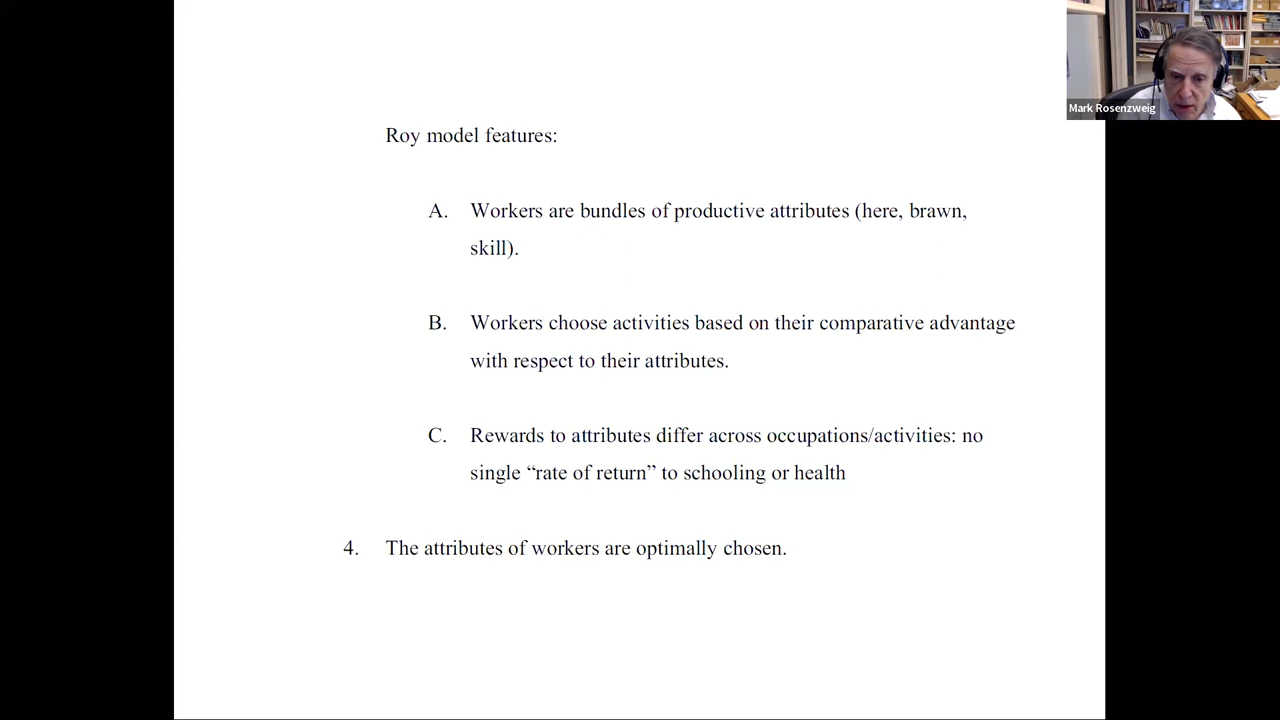 Mark Rosenzweig
Roy model features:
A. Workers are bundles of productive attributes (here, brawn,
skill).
B. Workers choose activities based on their comparative advantage
with respect to their attributes.
C. Rewards to attributes differ across occupations/activities: no
single “rate of return” to schooling or health
4. The attributes of workers are optimally chosen.